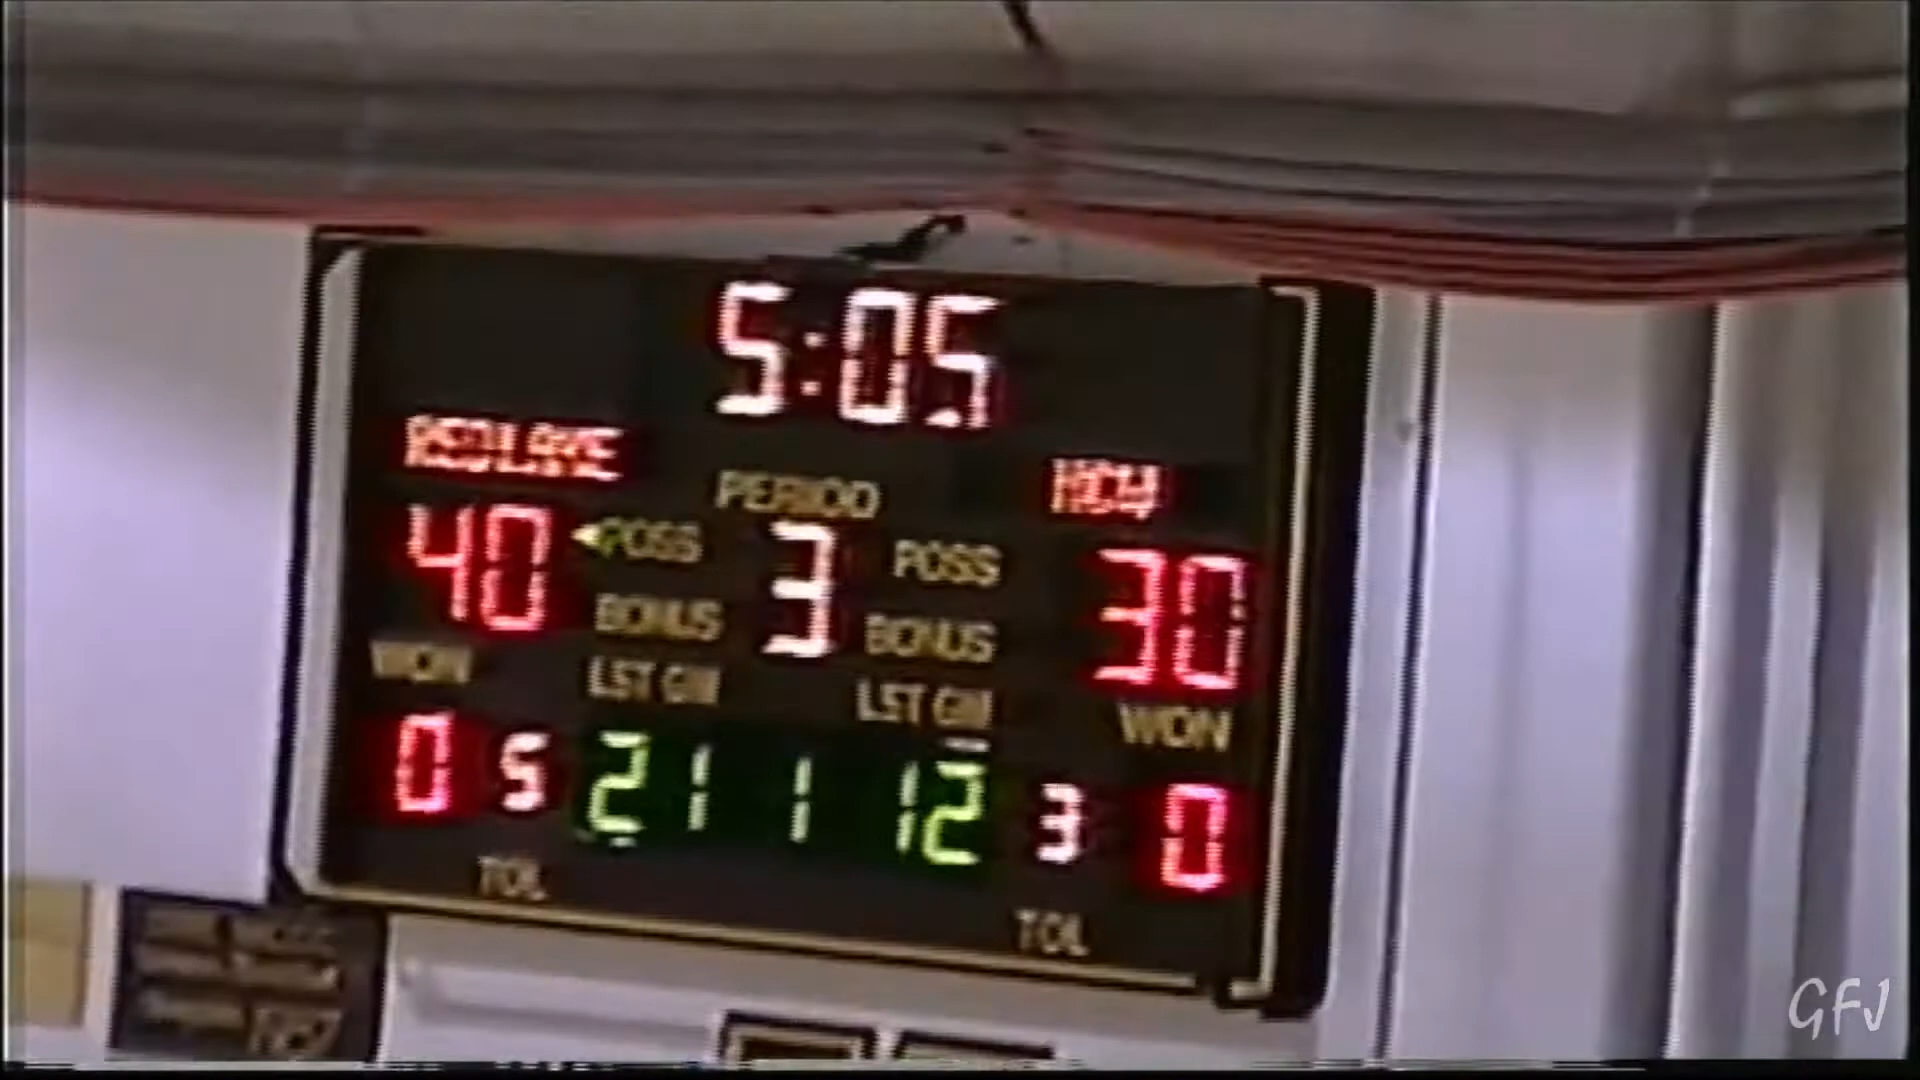 5:05
REDLAKE
PERIOD
40 ◀POSS 3 POSS 30
BONUS BONUS
WON LST GM LST GM WON
0 5 21 1 12 3 0
TOL TOL
GFJ